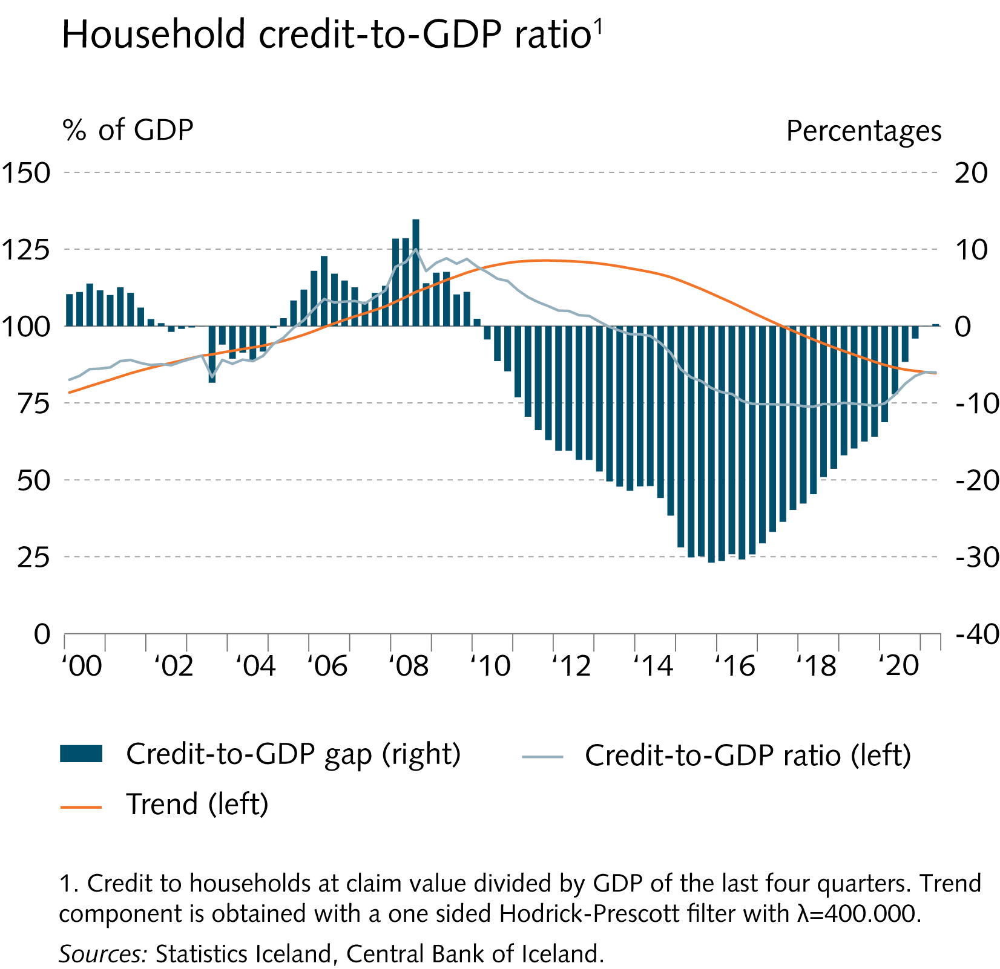 Household credit-to-GDP ratio¹
% of GDP
Percentages
150
20
125
10
100
0
75
-10
50
-20
25
-30
0
-40
‘00 ‘02 ‘04 ‘06 ‘08 ‘10 ‘12 ‘14 ‘16 ‘18 ‘20
Credit-to-GDP gap (right)
Credit-to-GDP ratio (left)
Trend (left)
1. Credit to households at claim value divided by GDP of the last four quarters. Trend
component is obtained with a one sided Hodrick-Prescott filter with λ=400.000.
Sources: Statistics Iceland, Central Bank of Iceland.